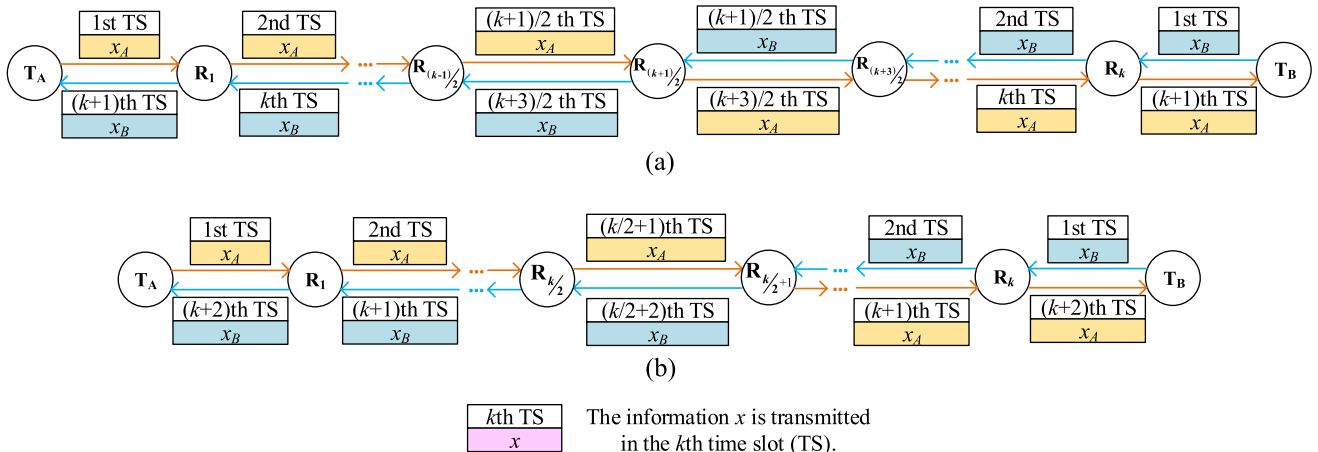 1st TS 2nd TS (k+1)/2 th TS (k+1)/2 th TS 2nd TS 1st TS
x_A x_A x_A x_B x_B x_B
T_A R_1 ... R_(k-1)/2 R_(k+1)/2 R_(k+3)/2 ... R_k T_B
(k+1)th TS kth TS (k+3)/2 th TS (k+3)/2 th TS kth TS (k+1)th TS
x_B x_B x_B x_A x_A x_A
(a)
1st TS 2nd TS (k/2+1)th TS 2nd TS 1st TS
x_A x_A x_A x_B x_B
T_A R_1 ... R_k/2 R_k/2+1 ... R_k T_B
(k+2)th TS (k+1)th TS (k/2+2)th TS (k+1)th TS (k+2)th TS
x_B x_B x_B x_A x_A
(b)
kth TS The information x is transmitted
x in the kth time slot (TS).